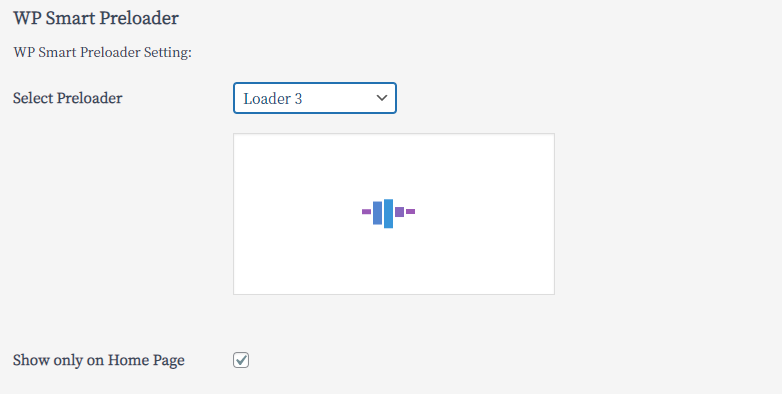 WP Smart Preloader
WP Smart Preloader Setting:
Select Preloader
Loader 3
Show only on Home Page